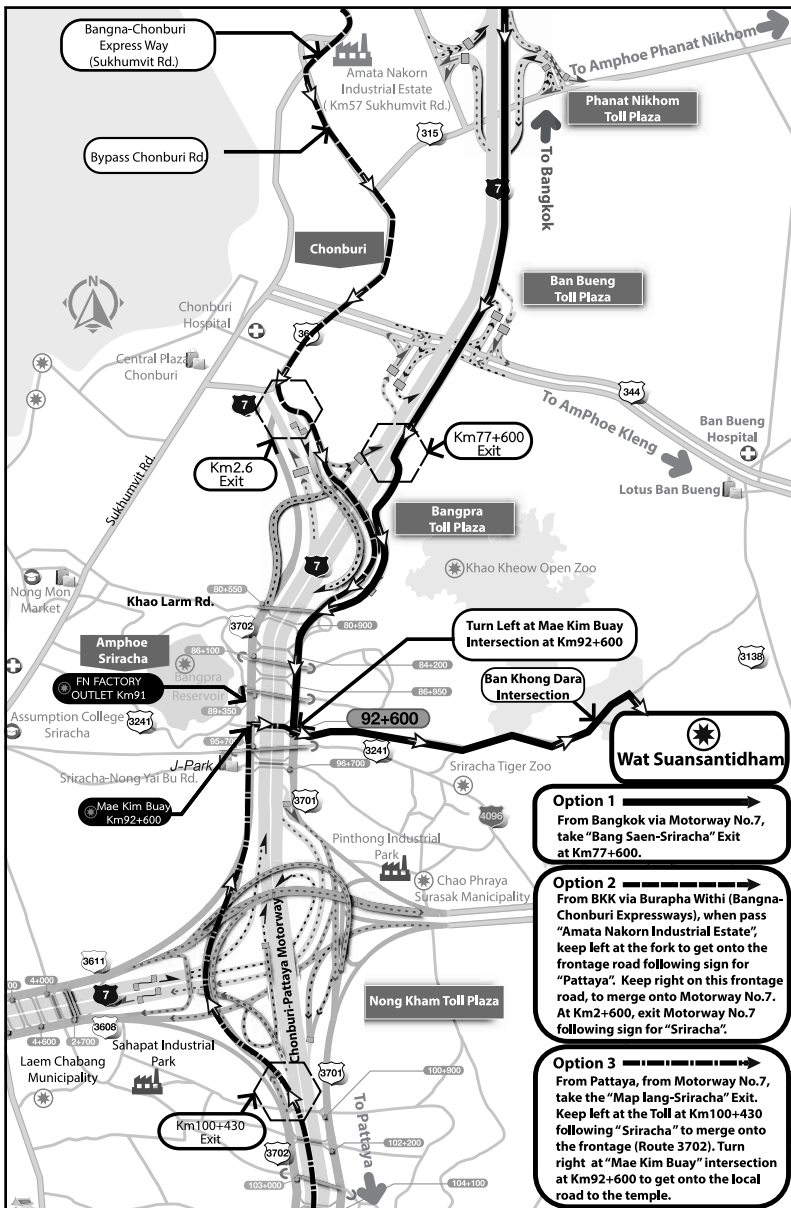 Bangna-Chonburi
Express Way
(Sukhumvit Rd.)
Amata Nakorn
Industrial Estate
( Km57 Sukhumvit Rd.)
To Amphoe Phanat Nikhom
Phanat Nikhom
Toll Plaza
Bypass Chonburi Rd.
315
To Bangkok
7
Chonburi
N
Ban Bueng
Toll Plaza
Chonburi
Hospital
361
Central Plaza
Chonburi
344
To AmPhoe Kleng
7
Km77+600
Exit
Ban Bueng
Hospital
Km2.6
Exit
Lotus Ban Bueng
Sukhumvit Rd.
Bangpra
Toll Plaza
7
Khao Kheow Open Zoo
Nong Mon
Market
80+550
Khao Larm Rd.
3702
80+900
Turn Left at Mae Kim Buay
Intersection at Km92+600
Amphoe
Sriracha
86+100
84+200
3138
Bangpra
Reservoir
FN FACTORY
OUTLET Km91
86+950
Ban Khong Dara
Intersection
89+350
Assumption College
Sriracha
3241
92+600
95+700
3241
Wat Suansantidham
J-Park
Sriracha-Nong Yai Bu Rd.
96+700
Sriracha Tiger Zoo
Mae Kim Buay
Km92+600
3701
4096
Option 1
From Bangkok via Motorway No.7,
take “Bang Saen-Sriracha” Exit
at Km77+600.
Pinthong Industrial
Park
Chao Phraya
Surasak Manicipality
Option 2
From BKK via Burapha Withi (Bangna-
Chonburi Expressways), when pass
“Amata Nakorn Industrial Estate”,
keep left at the fork to get onto the
frontage road following sign for
“Pattaya”. Keep right on this frontage
road, to merge onto Motorway No.7.
At Km2+600, exit Motorway No.7
following sign for “Sriracha”.
Chonburi-Pattaya Motorway
3611
4+000
7
Nong Kham Toll Plaza
3608
4+600
2+700
Sahapat Industrial
Park
Laem Chabang
Municipality
3701
100+900
Option 3
From Pattaya, from Motorway No.7,
take the “Map lang-Sriracha” Exit.
Keep left at the Toll at Km100+430
following “Sriracha” to merge onto
the frontage (Route 3702). Turn
right at “Mae Kim Buay” intersection
at Km92+600 to get onto the local
road to the temple.
Km100+430
Exit
To Pattaya
102+200
3702
103+000
104+100